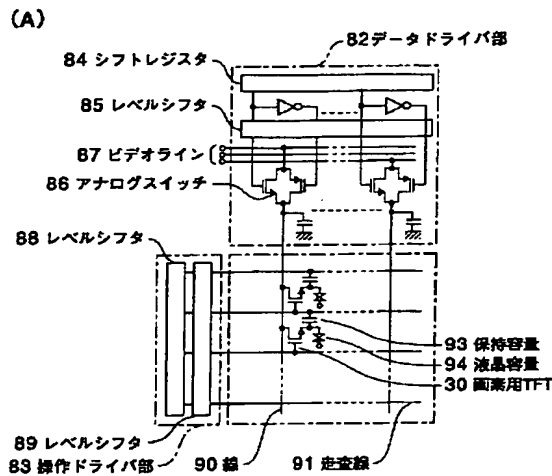 (A)
82データドライバ部
84 シフトレジスタ
85 レベルシフタ
87 ビデオライン
86 アナログスイッチ
88 レベルシフタ
93 保持容量
94 液晶容量
30 画素用TFT
89 レベルシフタ
83 操作ドライバ部
90 線
91 走査線